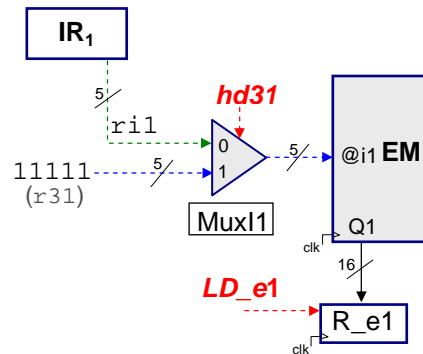 IR1
hd31
5
ri1
0
5
@i1 EM
11111
5
1
(r31)
MuxI1
Q1
clk
16
LD_e1
R_e1
clk